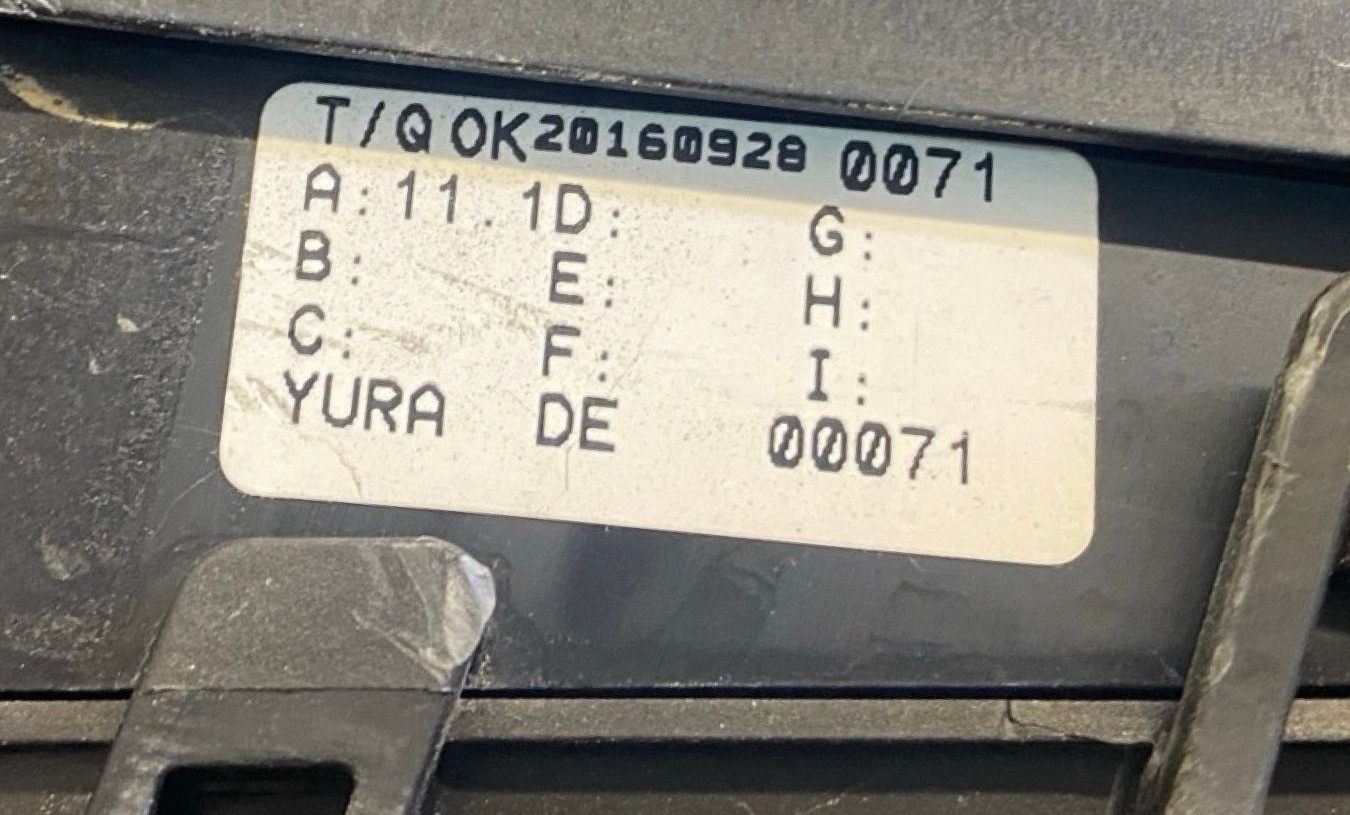 T/Q OK20160928 0071
A:11.1D: G:
B: E: H:
C: F: I:
YURA DE 00071